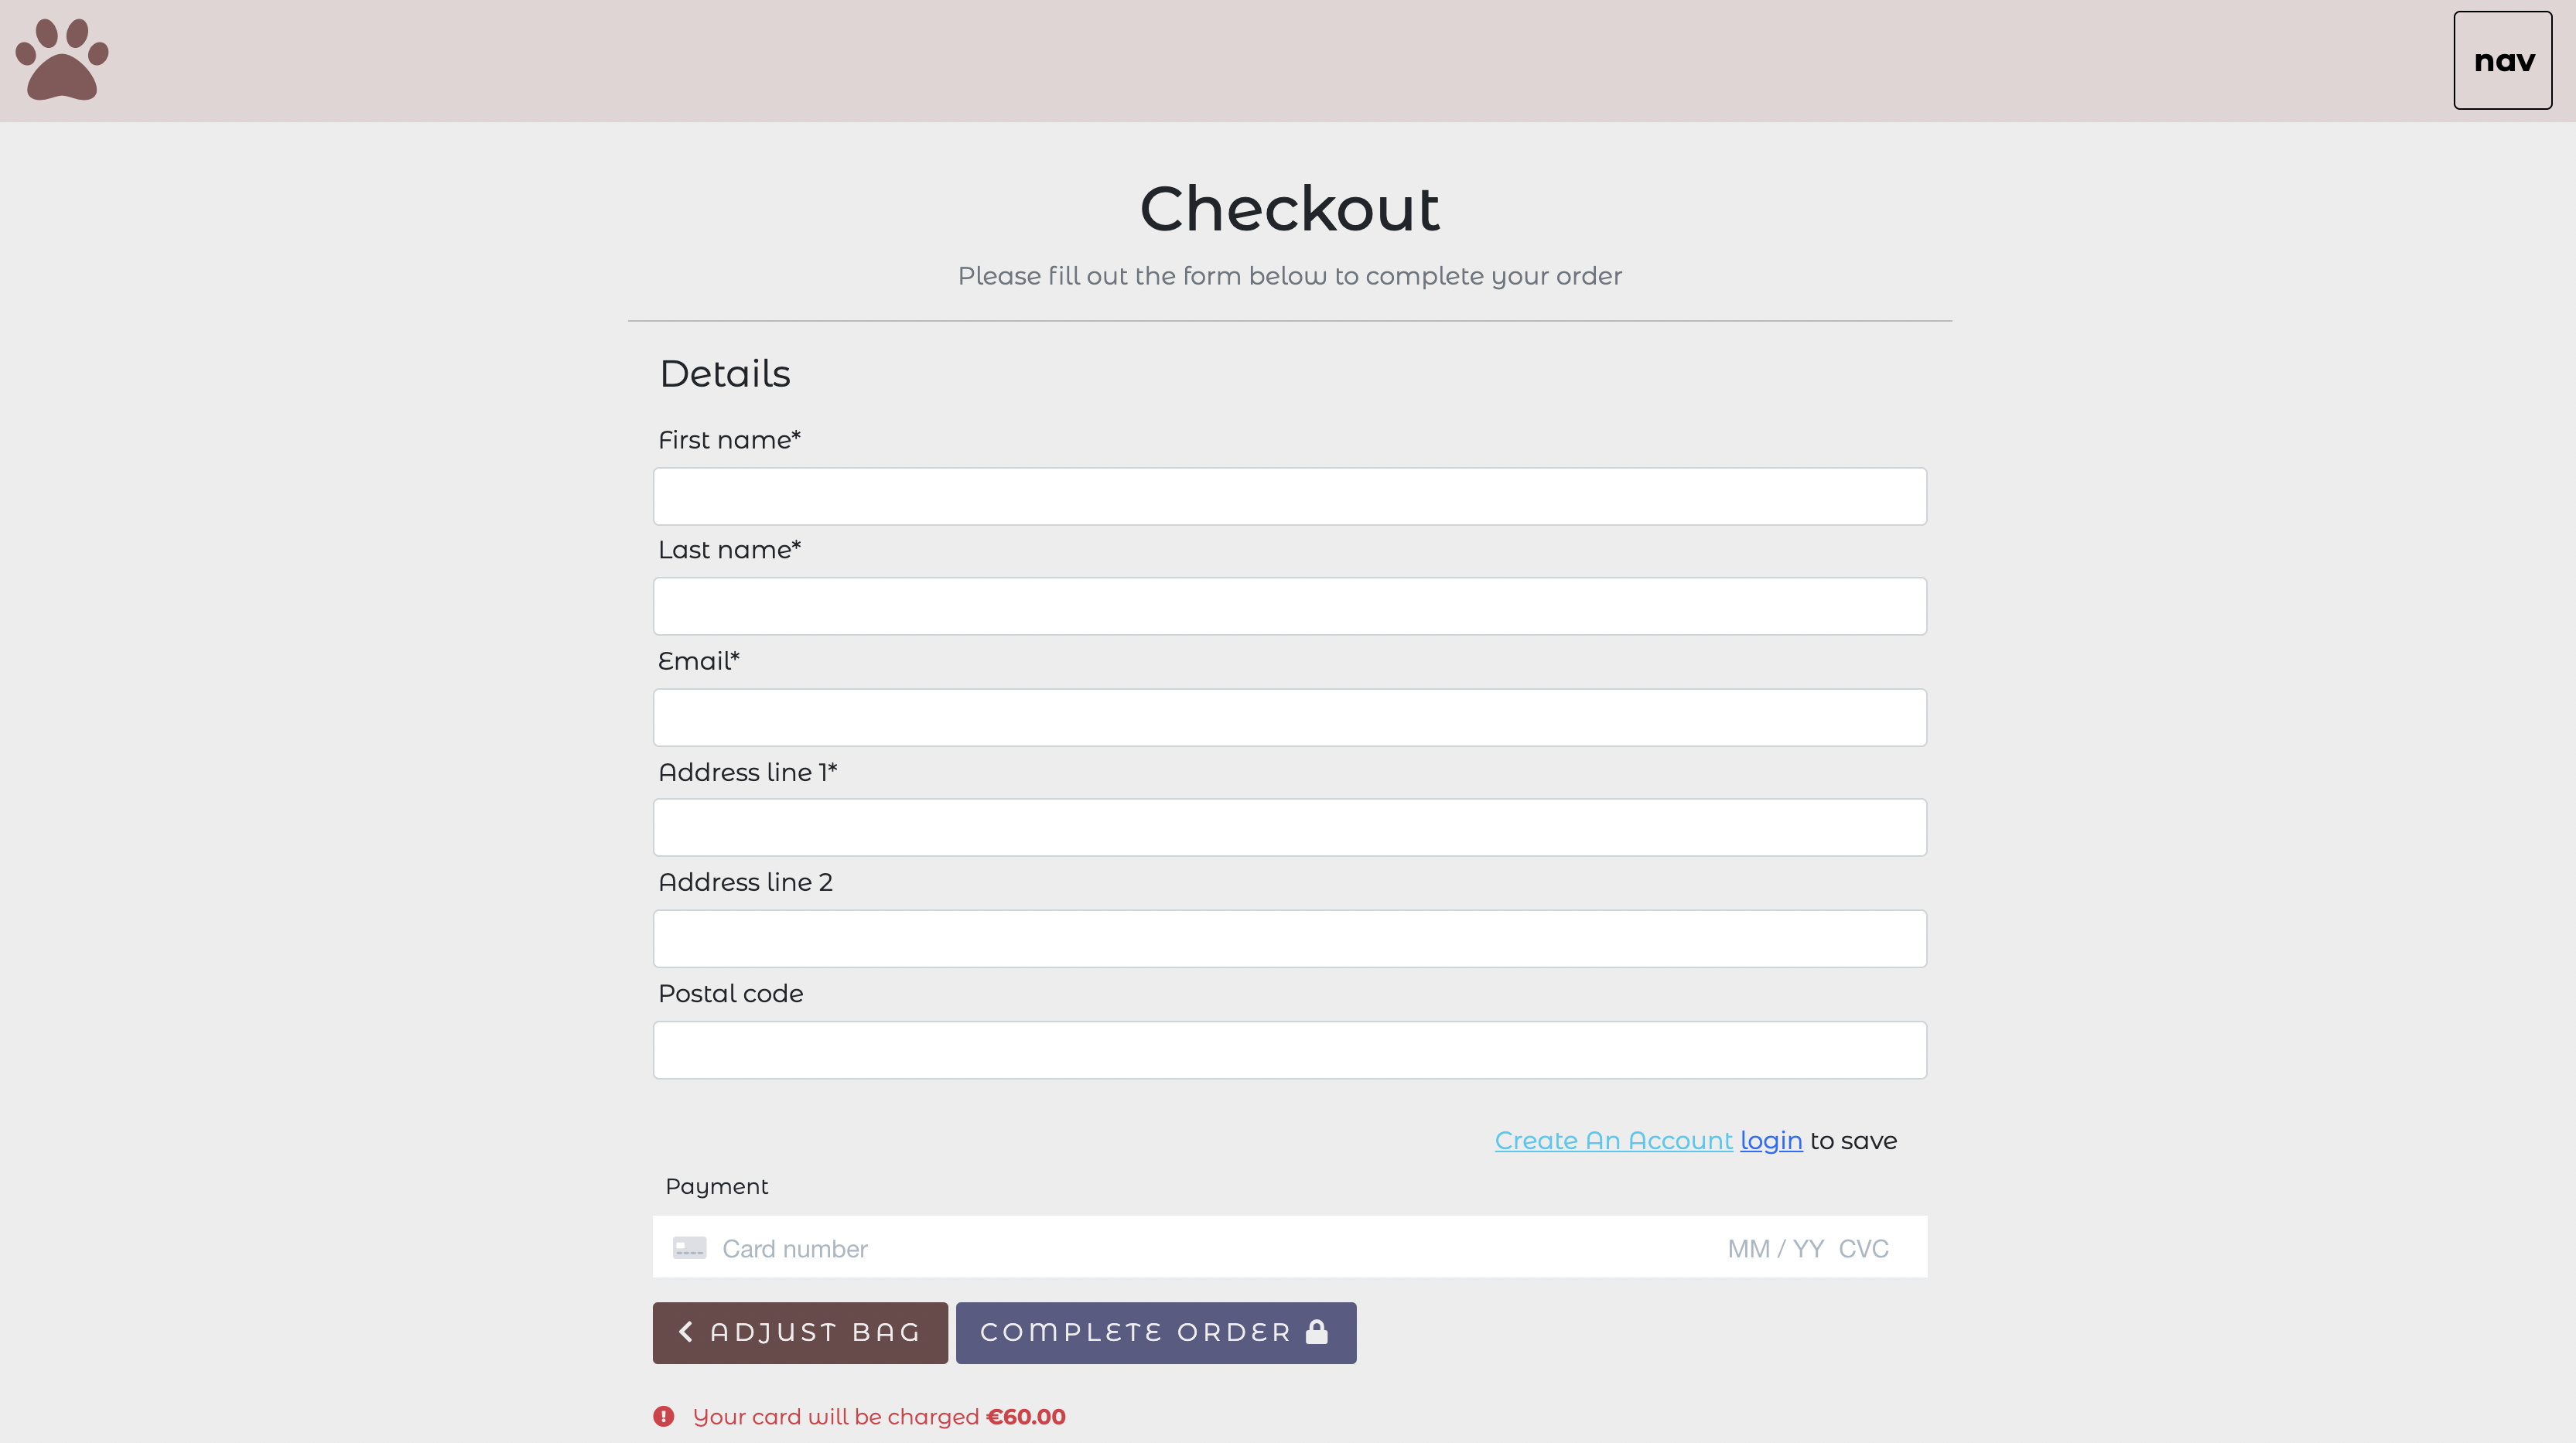 nav
Checkout
Please fill out the form below to complete your order
Details
First name*
Last name*
Email*
Address line 1*
Address line 2
Postal code
Create An Account login to save
Payment
Card number MM / YY CVC
ADJUST BAG COMPLETE ORDER
Your card will be charged €60.00